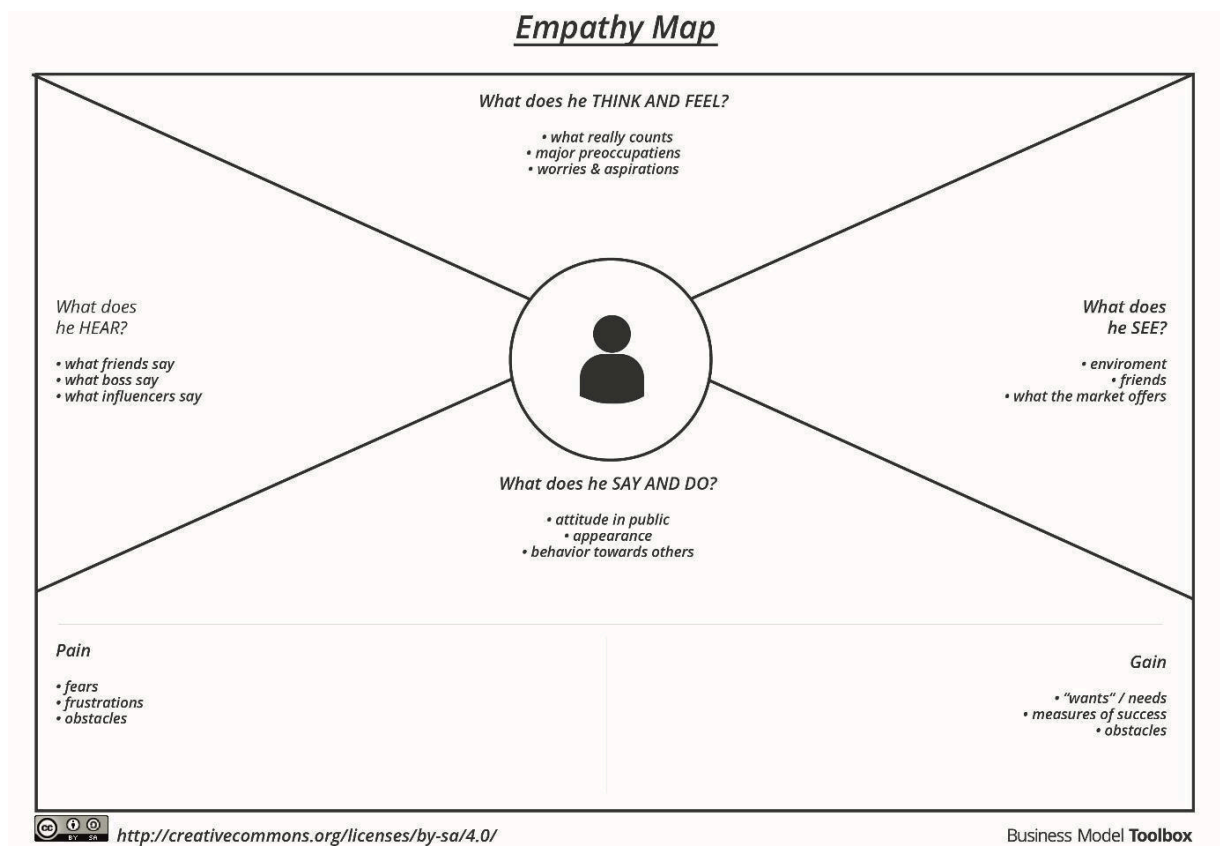 Empathy Map
What does he THINK AND FEEL?
• what really counts
• major preoccupatiens
• worries & aspirations
What does
he HEAR?
• what friends say
• what boss say
• what influencers say
What does
he SEE?
• enviroment
• friends
• what the market offers
What does he SAY AND DO?
• attitude in public
• appearance
• behavior towards others
Pain
• fears
• frustrations
• obstacles
Gain
• “wants“ / needs
• measures of success
• obstacles
cc BY SA
http://creativecommons.org/licenses/by-sa/4.0/
Business Model Toolbox